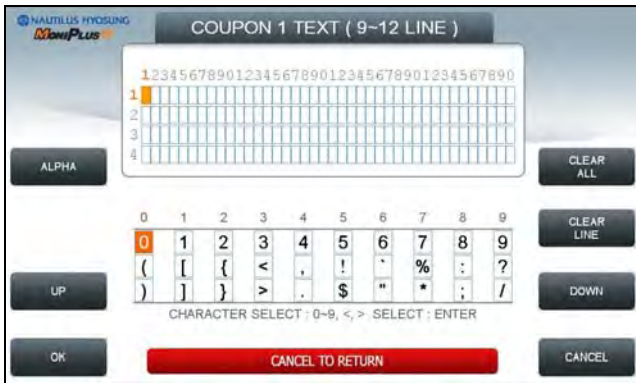 NAUTILUS HYOSUNG
MoniPlus
COUPON 1 TEXT ( 9~12 LINE )
1234567890123456789012345678901234567890
1
2
3
4
ALPHA
CLEAR ALL
0 1 2 3 4 5 6 7 8 9
0 1 2 3 4 5 6 7 8 9
( [ { < , ! ` % : ?
) ] } > . $ " * ; /
CLEAR LINE
UP
DOWN
CHARACTER SELECT : 0~9, <, > SELECT : ENTER
OK
CANCEL TO RETURN
CANCEL